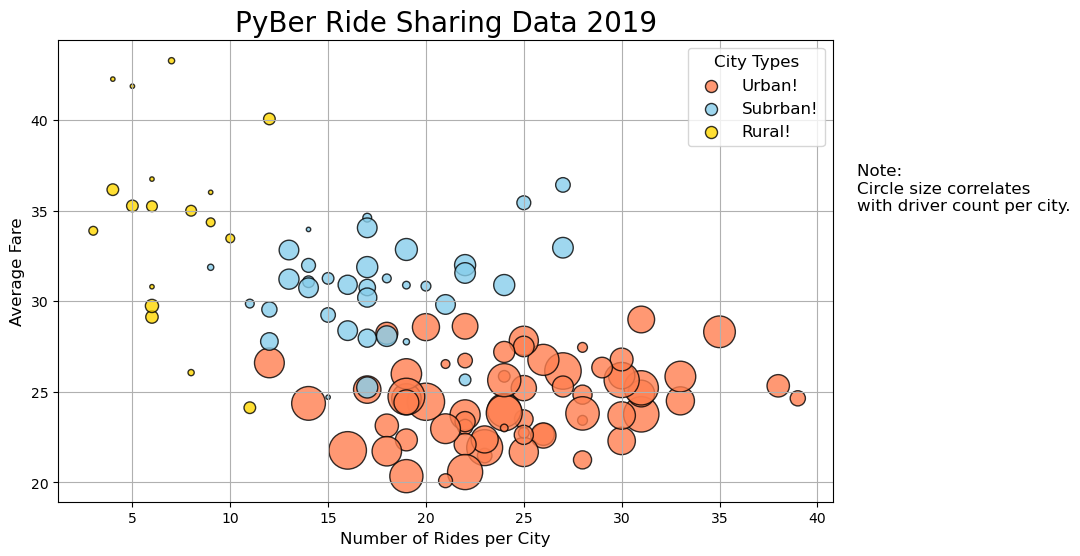 PyBer Ride Sharing Data 2019
City Types
Urban!
Subrban!
Rural!
Note:
Circle size correlates
with driver count per city.
Average Fare
40
35
30
25
20
5 10 15 20 25 30 35 40
Number of Rides per City